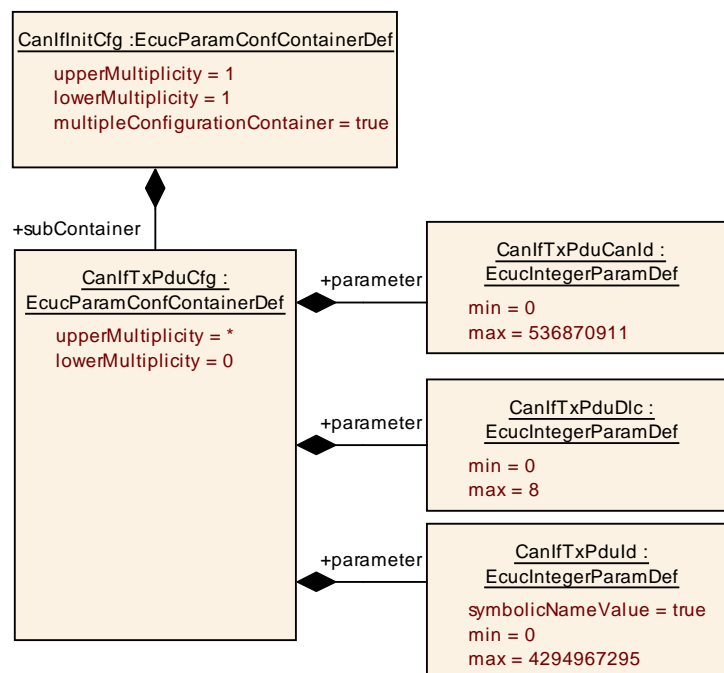 CanIfInitCfg :EcucParamConfContainerDef
upperMultiplicity = 1
lowerMultiplicity = 1
multipleConfigurationContainer = true
+subContainer
CanIfTxPduCfg :
EcucParamConfContainerDef
upperMultiplicity = *
lowerMultiplicity = 0
+parameter
CanIfTxPduCanId :
EcucIntegerParamDef
min = 0
max = 536870911
+parameter
CanIfTxPduDlc :
EcucIntegerParamDef
min = 0
max = 8
+parameter
CanIfTxPduId :
EcucIntegerParamDef
symbolicNameValue = true
min = 0
max = 4294967295